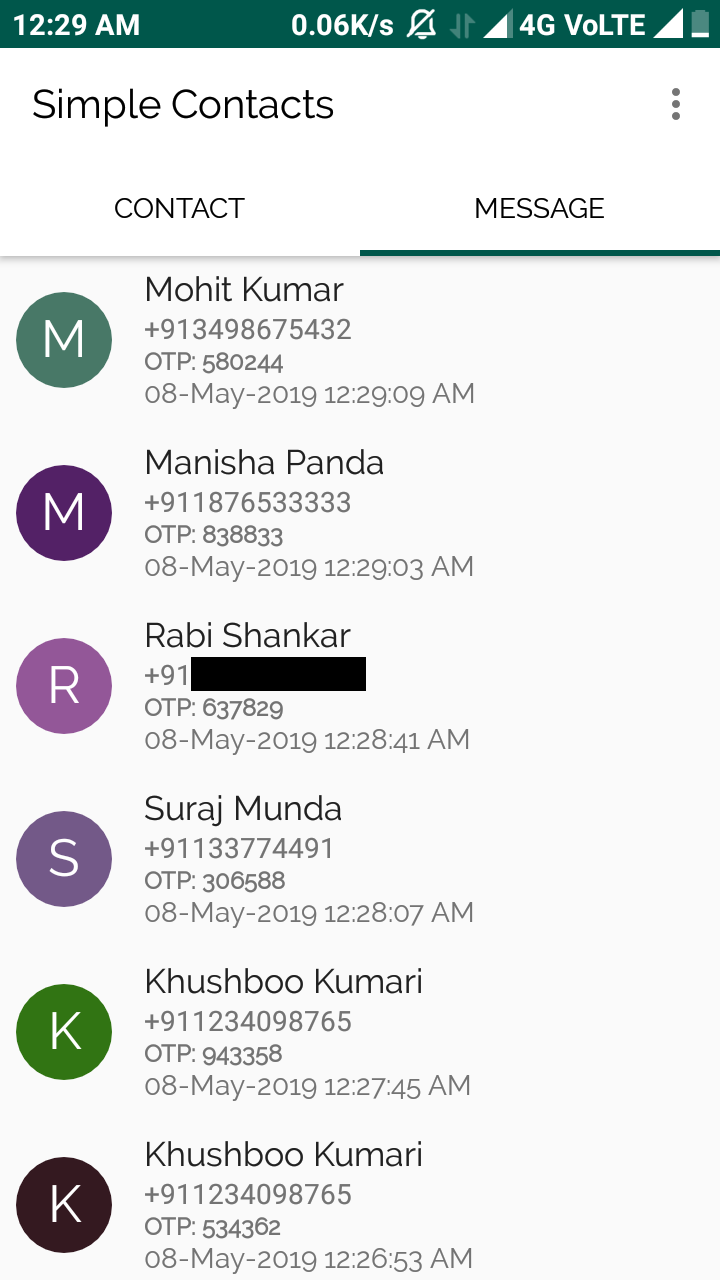 12:29 AM 0.06K/s 4G VoLTE
Simple Contacts
CONTACT MESSAGE
M
Mohit Kumar
+913498675432
OTP: 580244
08-May-2019 12:29:09 AM
M
Manisha Panda
+911876533333
OTP: 838833
08-May-2019 12:29:03 AM
R
Rabi Shankar
+91
OTP: 637829
08-May-2019 12:28:41 AM
S
Suraj Munda
+91133774491
OTP: 306588
08-May-2019 12:28:07 AM
K
Khushboo Kumari
+911234098765
OTP: 943358
08-May-2019 12:27:45 AM
K
Khushboo Kumari
+911234098765
OTP: 534362
08-May-2019 12:26:53 AM